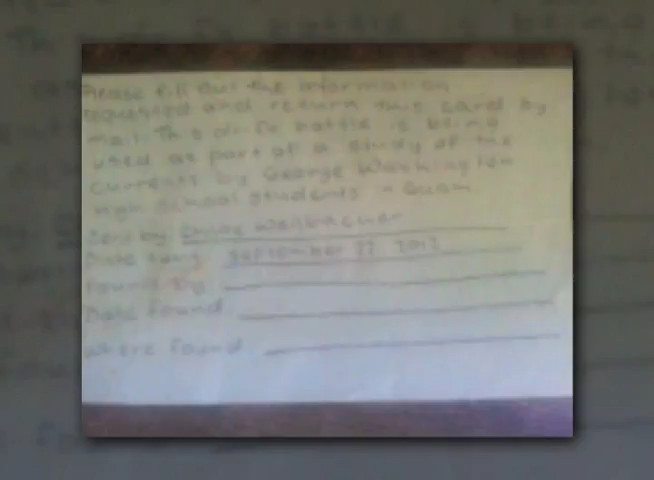 Please fill out the information
requested and return this card by
mail. This drift bottle is being
used as part of a study of the
currents by George Washington
high school students - Guam
Sent by
Date sent September 27 2012
Found by
Date found
Where found